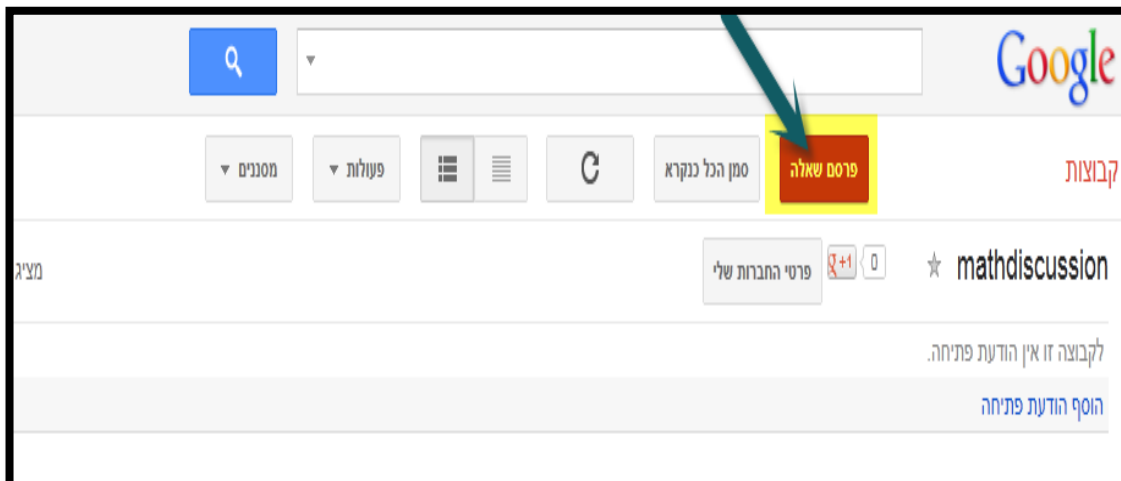 Google
קבוצות
פרסם שאלה
סמן הכל כנקרא
פעולות
מסננים
mathdiscussion
0
g+1
פרטי החברות שלי
מציג
לקבוצה זו אין הודעת פתיחה.
הוסף הודעת פתיחה